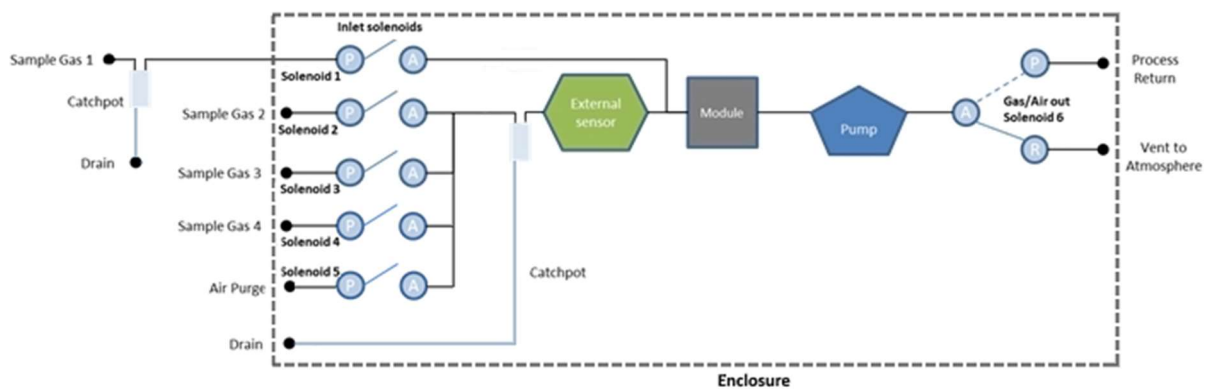 Inlet solenoids
Sample Gas 1
P
A
Solenoid 1
Catchpot
Sample Gas 2
P
A
Solenoid 2
External
sensor
Module
Pump
P
Process
Return
A
Gas/Air out
Solenoid 6
R
Vent to
Atmosphere
Drain
Sample Gas 3
P
A
Solenoid 3
Sample Gas 4
P
A
Solenoid 4
Solenoid 5
Air Purge
P
A
Catchpot
Drain
Enclosure